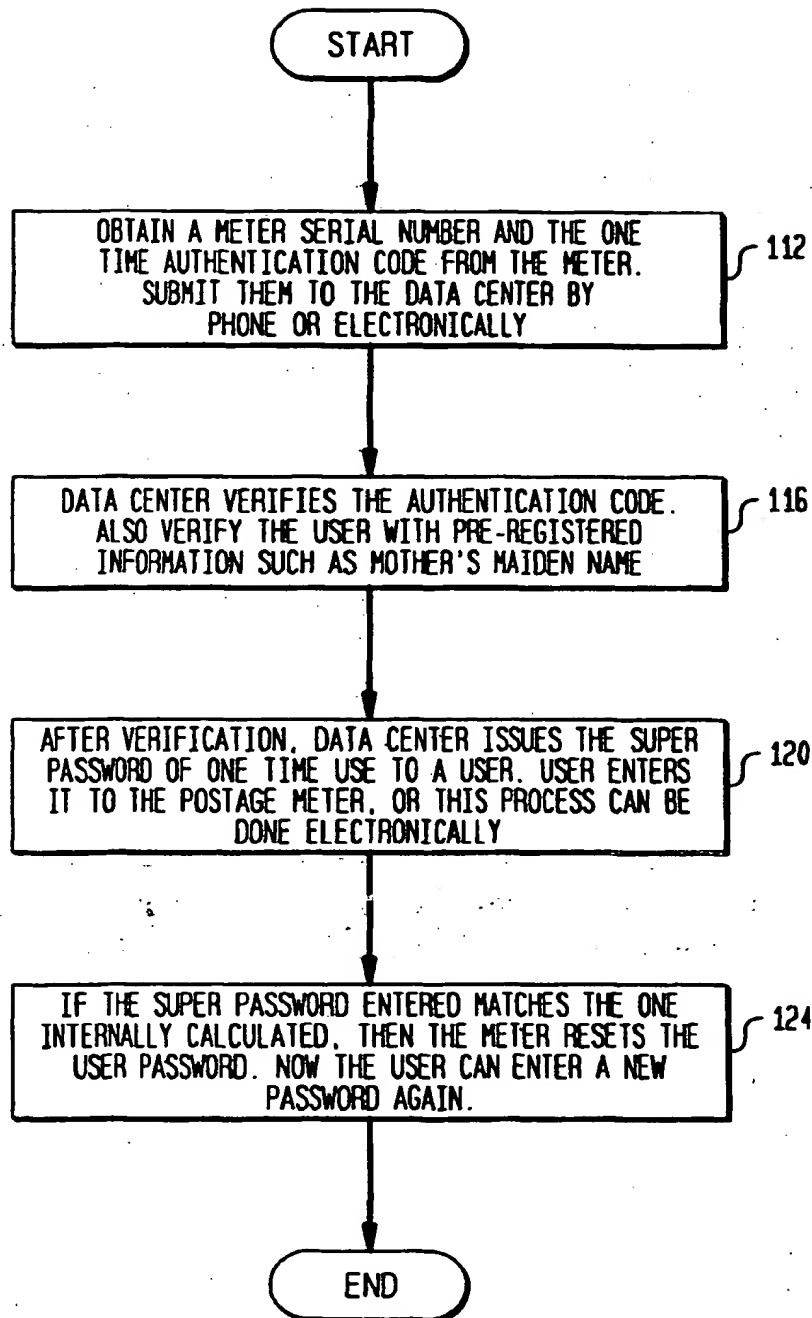 START
OBTAIN A METER SERIAL NUMBER AND THE ONE
TIME AUTHENTICATION CODE FROM THE METER.
SUBMIT THEM TO THE DATA CENTER BY
PHONE OR ELECTRONICALLY
112
DATA CENTER VERIFIES THE AUTHENTICATION CODE.
ALSO VERIFY THE USER WITH PRE-REGISTERED
INFORMATION SUCH AS MOTHER'S MAIDEN NAME
116
AFTER VERIFICATION, DATA CENTER ISSUES THE SUPER
PASSWORD OF ONE TIME USE TO A USER. USER ENTERS
IT TO THE POSTAGE METER, OR THIS PROCESS CAN BE
DONE ELECTRONICALLY
120
IF THE SUPER PASSWORD ENTERED MATCHES THE ONE
INTERNALLY CALCULATED, THEN THE METER RESETS THE
USER PASSWORD. NOW THE USER CAN ENTER A NEW
PASSWORD AGAIN.
124
END